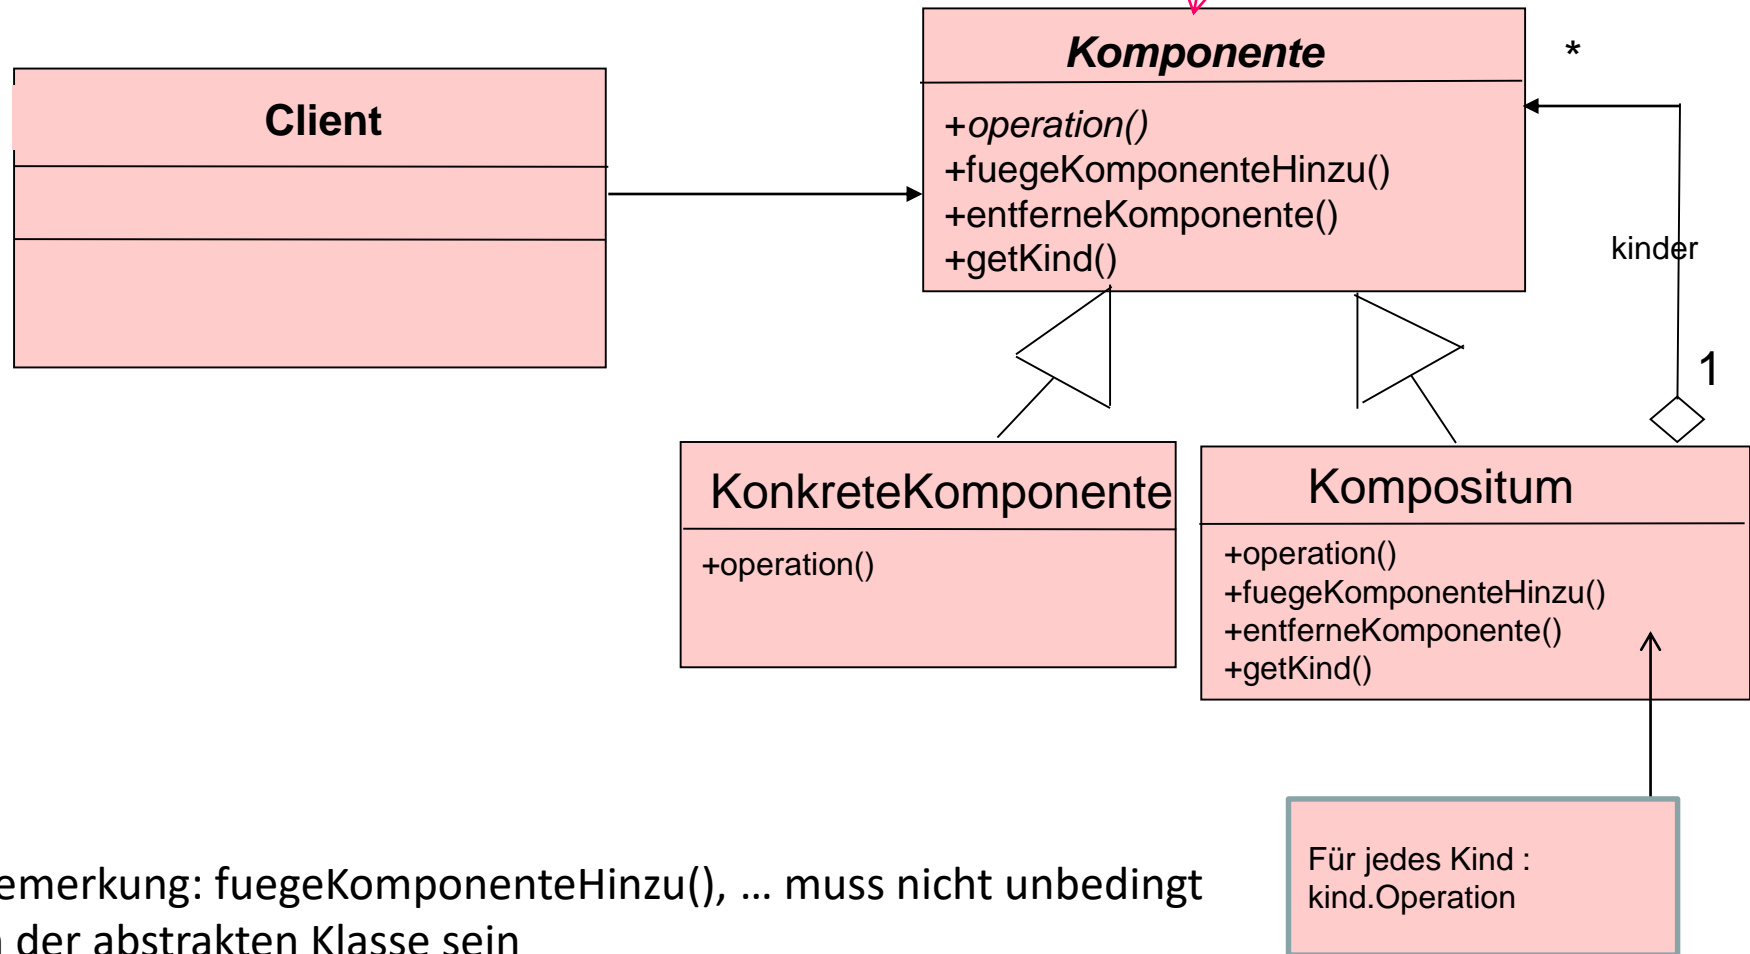 Client
Komponente
+operation()
+fuegeKomponenteHinzu()
+entferneKomponente()
+getKind()
*
kinder
1
KonkreteKomponente
+operation()
Kompositum
+operation()
+fuegeKomponenteHinzu()
+entferneKomponente()
+getKind()
Für jedes Kind :
kind.Operation
emerkung: fuegeKomponenteHinzu(), ... muss nicht unbedingt
der abstrakten Klasse sein